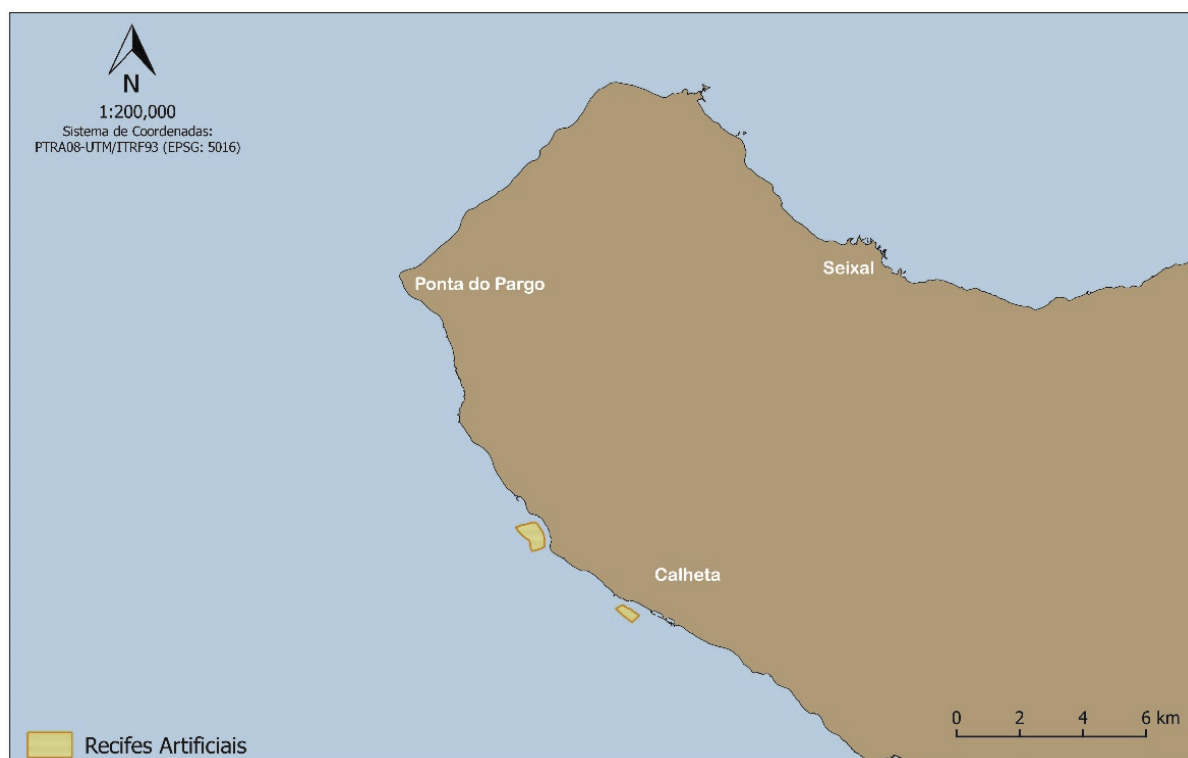 N
1:200,000
Sistema de Coordenadas:
PTRA08-UTM/ITRF93 (EPSG: 5016)
Seixal
Ponta do Pargo
Calheta
0 2 4 6 km
Recifes Artificiais